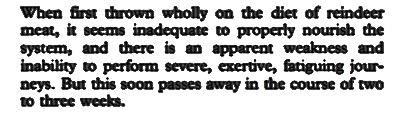 When first thrown wholly on the diet of reindeer
meat, it seems inadequate to properly nourish the
system, and there is an apparent weakness and
inability to perform severe, exertive, fatiguing jour-
neys. But this soon passes away in the course of two
to three weeks.